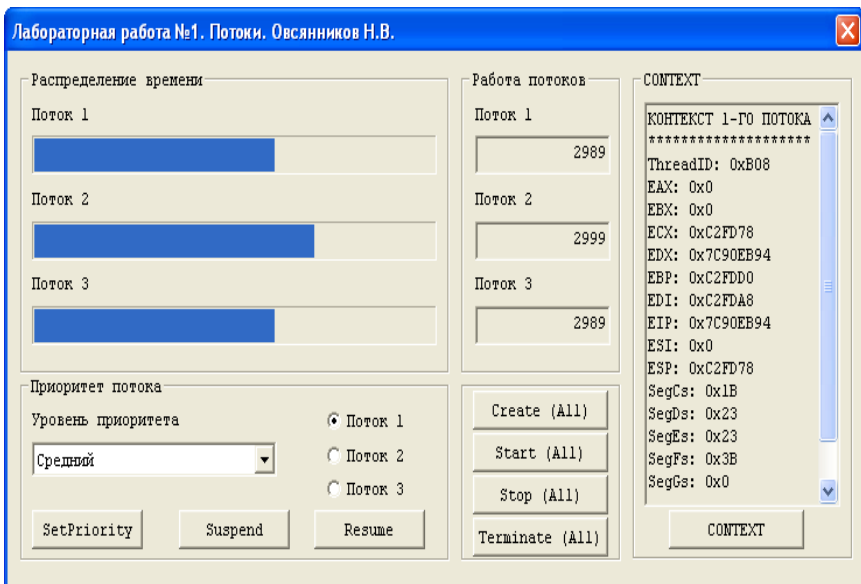 Лабораторная работа №1. Потоки. Овсянников Н.В.
Распределение времени
Поток 1
Поток 2
Поток 3
Работа потоков
Поток 1
2989
Поток 2
2999
Поток 3
2989
CONTEXT
КОНТЕКСТ 1-ГО ПОТОКА
********************
ThreadID: 0xB08
EAX: 0x0
EBX: 0x0
ECX: 0xC2FD78
EDX: 0x7C90EB94
EBP: 0xC2FDD0
EDI: 0xC2FDA8
EIP: 0x7C90EB94
ESI: 0x0
ESP: 0xC2FD78
SegCs: 0x1B
SegDs: 0x23
SegEs: 0x23
SegFs: 0x3B
SegGs: 0x0
CONTEXT
Приоритет потока
Уровень приоритета
Средний
Поток 1
Поток 2
Поток 3
SetPriority
Suspend
Resume
Create (All)
Start (All)
Stop (All)
Terminate (All)